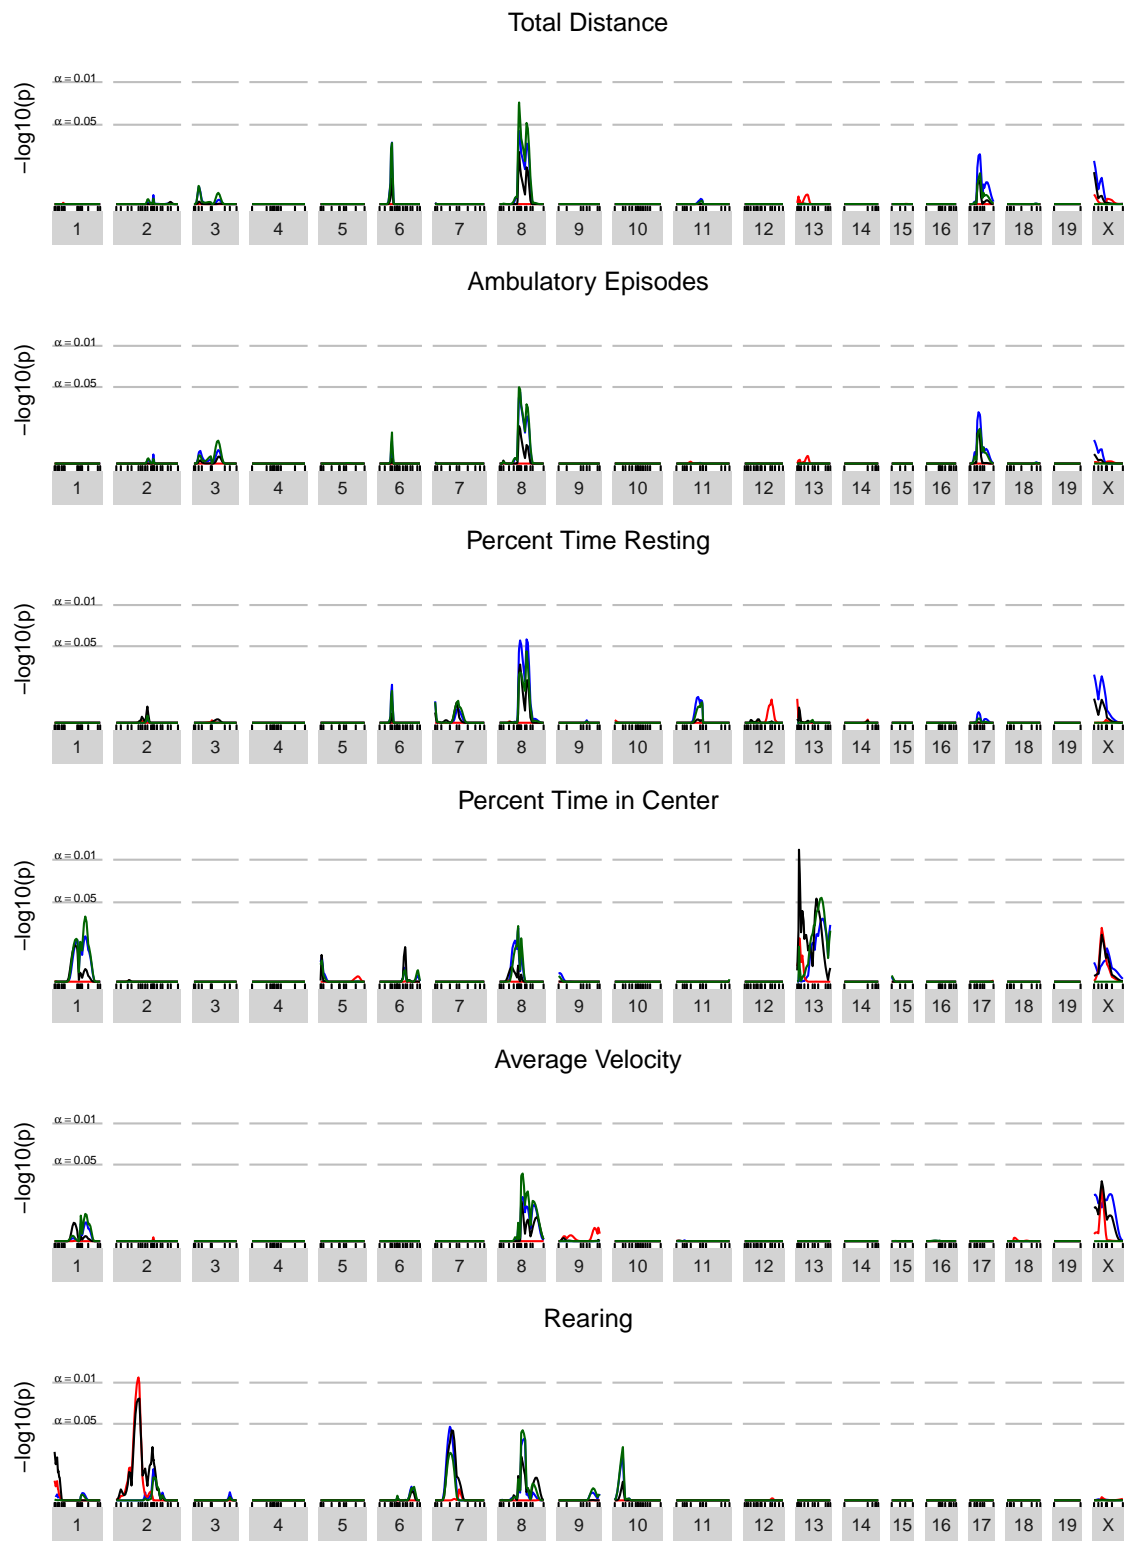 Total Distance
−log10(p)
α = 0.01
α = 0.05
1 2 3 4 5 6 7 8 9 10 11 12 13 14 15 16 17 18 19 X
Ambulatory Episodes
−log10(p)
α = 0.01
α = 0.05
1 2 3 4 5 6 7 8 9 10 11 12 13 14 15 16 17 18 19 X
Percent Time Resting
−log10(p)
α = 0.01
α = 0.05
1 2 3 4 5 6 7 8 9 10 11 12 13 14 15 16 17 18 19 X
Percent Time in Center
−log10(p)
α = 0.01
α = 0.05
1 2 3 4 5 6 7 8 9 10 11 12 13 14 15 16 17 18 19 X
Average Velocity
−log10(p)
α = 0.01
α = 0.05
1 2 3 4 5 6 7 8 9 10 11 12 13 14 15 16 17 18 19 X
Rearing
−log10(p)
α = 0.01
α = 0.05
1 2 3 4 5 6 7 8 9 10 11 12 13 14 15 16 17 18 19 X